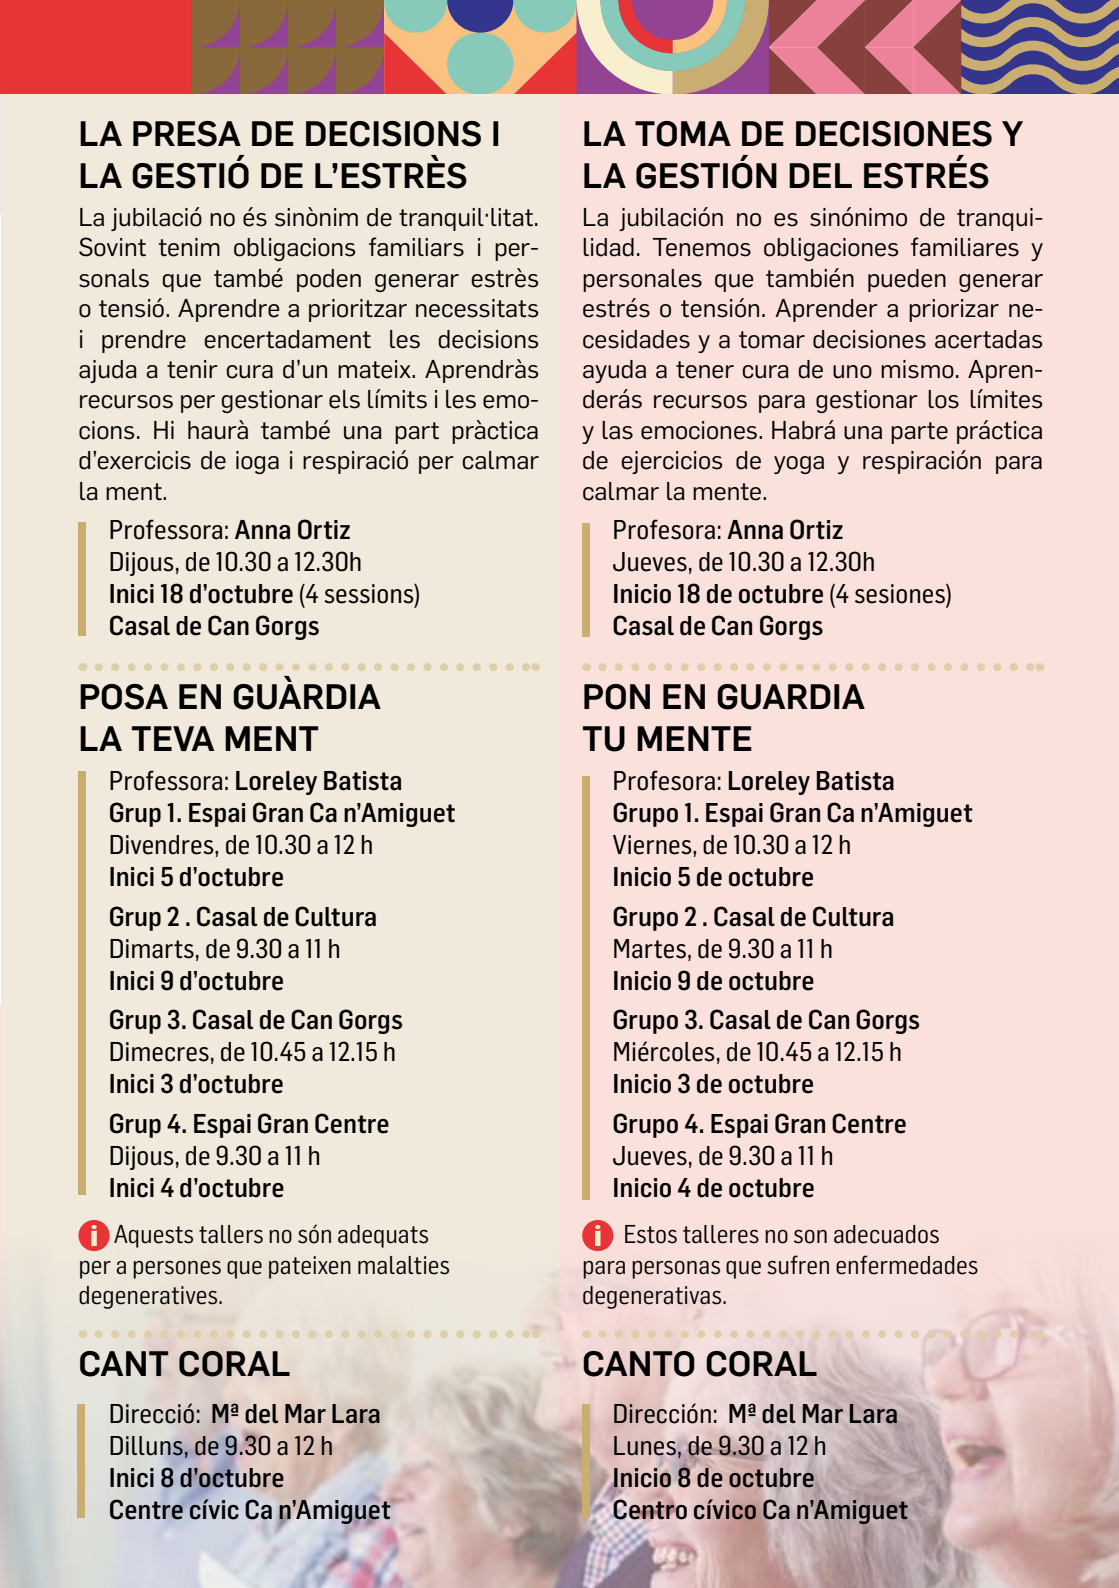 LA PRESA DE DECISIONS I
LA GESTIÓ DE L’ESTRÈS
La jubilació no és sinònim de tranquil·litat.
Sovint tenim obligacions familiars i per-
sonals que també poden generar estrès
o tensió. Aprendre a prioritzar necessitats
i prendre encertadament les decisions
ajuda a tenir cura d’un mateix. Aprendràs
recursos per gestionar els límits i les emo-
cions. Hi haurà també una part pràctica
d’exercicis de ioga i respiració per calmar
la ment.
Professora: Anna Ortiz
Dijous, de 10.30 a 12.30h
Inici 18 d’octubre (4 sessions)
Casal de Can Gorgs
POSA EN GUÀRDIA
LA TEVA MENT
Professora: Loreley Batista
Grup 1. Espai Gran Ca n’Amiguet
Divendres, de 10.30 a 12 h
Inici 5 d’octubre
Grup 2 . Casal de Cultura
Dimarts, de 9.30 a 11 h
Inici 9 d’octubre
Grup 3. Casal de Can Gorgs
Dimecres, de 10.45 a 12.15 h
Inici 3 d’octubre
Grup 4. Espai Gran Centre
Dijous, de 9.30 a 11 h
Inici 4 d’octubre
i Aquests tallers no són adequats
per a persones que pateixen malalties
degeneratives.
CANT CORAL
Direcció: Mª del Mar Lara
Dilluns, de 9.30 a 12 h
Inici 8 d’octubre
Centre cívic Ca n’Amiguet
LA TOMA DE DECISIONES Y
LA GESTIÓN DEL ESTRÉS
La jubilación no es sinónimo de tranqui-
lidad. Tenemos obligaciones familiares y
personales que también pueden generar
estrés o tensión. Aprender a priorizar ne-
cesidades y a tomar decisiones acertadas
ayuda a tener cura de uno mismo. Apren-
derás recursos para gestionar los límites
y las emociones. Habrá una parte práctica
de ejercicios de yoga y respiración para
calmar la mente.
Profesora: Anna Ortiz
Jueves, de 10.30 a 12.30h
Inicio 18 de octubre (4 sesiones)
Casal de Can Gorgs
PON EN GUARDIA
TU MENTE
Profesora: Loreley Batista
Grupo 1. Espai Gran Ca n’Amiguet
Viernes, de 10.30 a 12 h
Inicio 5 de octubre
Grupo 2 . Casal de Cultura
Martes, de 9.30 a 11 h
Inicio 9 de octubre
Grupo 3. Casal de Can Gorgs
Miércoles, de 10.45 a 12.15 h
Inicio 3 de octubre
Grupo 4. Espai Gran Centre
Jueves, de 9.30 a 11 h
Inicio 4 de octubre
i Estos talleres no son adecuados
para personas que sufren enfermedades
degenerativas.
CANTO CORAL
Dirección: Mª del Mar Lara
Lunes, de 9.30 a 12 h
Inicio 8 de octubre
Centro cívico Ca n’Amiguet